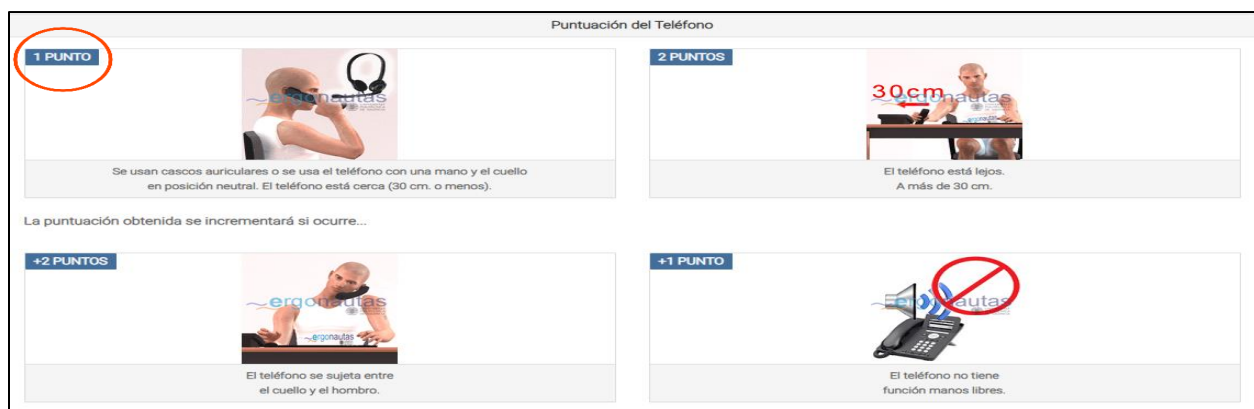 Puntuación del Teléfono
1 PUNTO
ergonautas
Se usan cascos auriculares o se usa el teléfono con una mano y el cuello
en posición neutral. El teléfono está cerca (30 cm. o menos).
2 PUNTOS
30cm
ergonautas
ergonautas
El teléfono está lejos.
A más de 30 cm.
La puntuación obtenida se incrementará si ocurre...
+2 PUNTOS
ergonautas
ergonautas
El teléfono se sujeta entre
el cuello y el hombro.
+1 PUNTO
ergonautas
El teléfono no tiene
función manos libres.